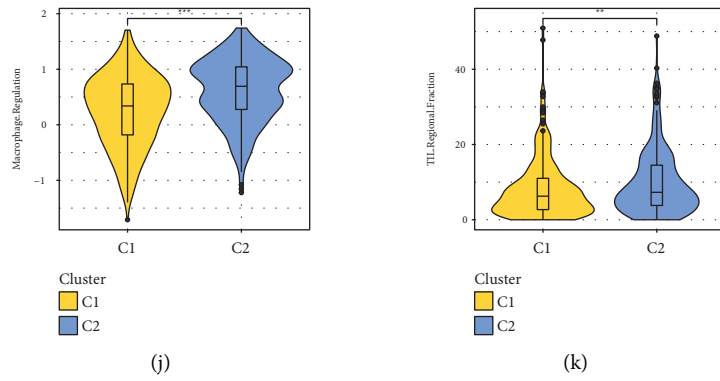 ***
2
1
0
−1
Macrophage.Regulation
C1 C2
Cluster
C1
C2
(j)
**
40
20
0
TIL.Regional.Fraction
C1 C2
Cluster
C1
C2
(k)